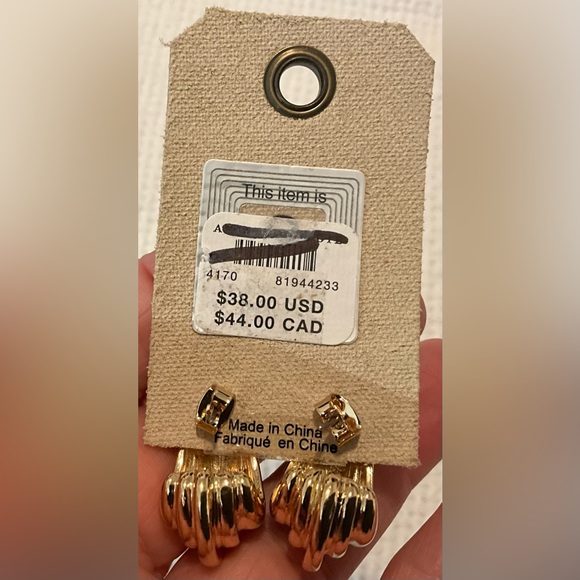 This item is
4170 81944233
$38.00 USD
$44.00 CAD
Made in China
Fabriqué en Chine